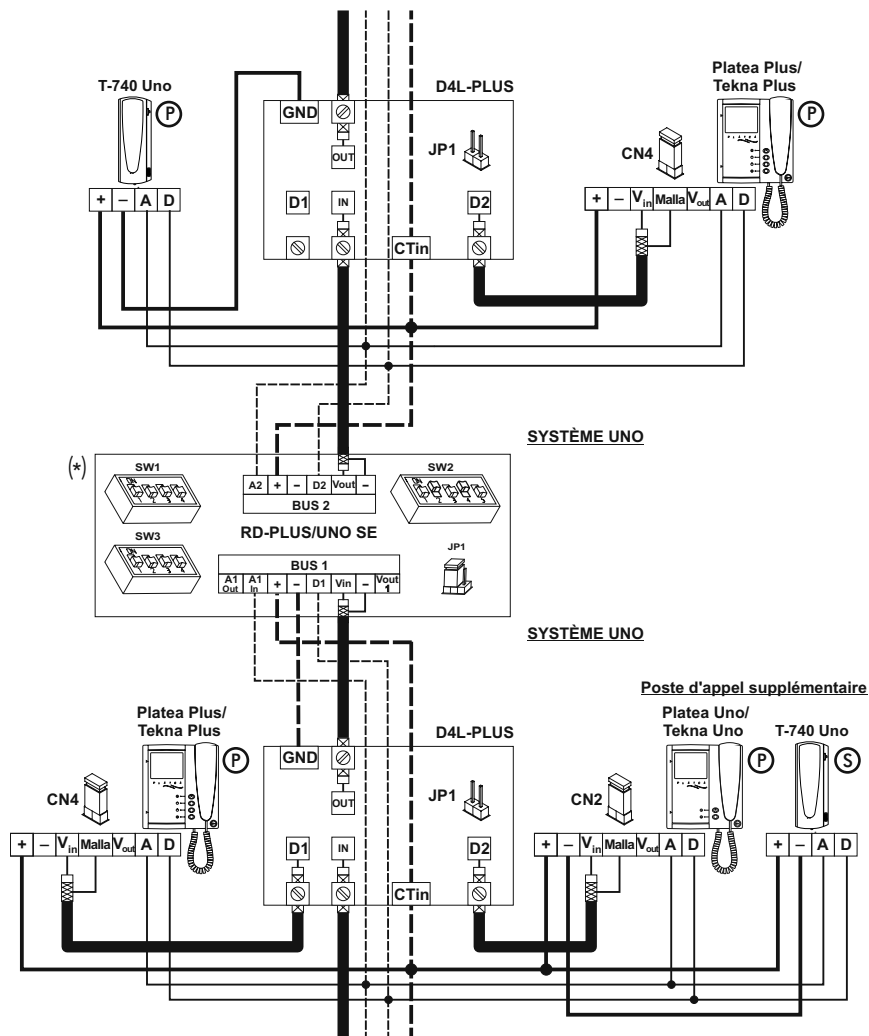 Platea Plus/
Tekna Plus
T-740 Uno
P
D4L-PLUS
P
GND
JP1
CN4
OUT
+ – A D
D1 IN D2
+ – Vin Malla Vout A D
CTin
SYSTÈME UNO
(*)
SW1
SW2
ON
A2 + – D2 Vout –
BUS 2
RD-PLUS/UNO SE
SW3
ON
JP1
BUS 1
A1 Out A1 In + – D1 Vin – Vout 1
SYSTÈME UNO
Poste d'appel supplémentaire
Platea Plus/
Tekna Plus
D4L-PLUS
Platea Uno/
Tekna Uno
T-740 Uno
P
GND
P
S
CN4
JP1
CN2
OUT
+ – Vin Malla Vout A D
D1 IN D2
+ – Vin Malla Vout A D
+ – A D
CTin